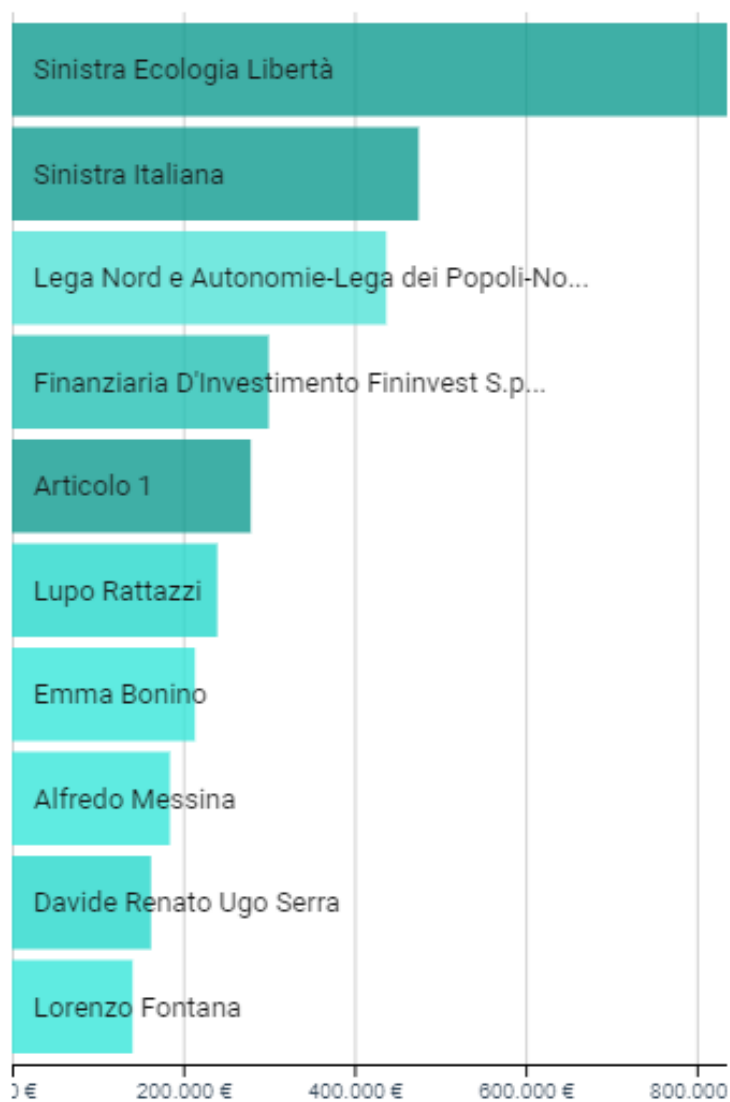 Sinistra Ecologia Libertà
Sinistra Italiana
Lega Nord e Autonomie-Lega dei Popoli-No...
Finanziaria D'Investimento Fininvest S.p...
Articolo 1
Lupo Rattazzi
Emma Bonino
Alfredo Messina
Davide Renato Ugo Serra
Lorenzo Fontana
0 € 200.000 € 400.000 € 600.000 € 800.000